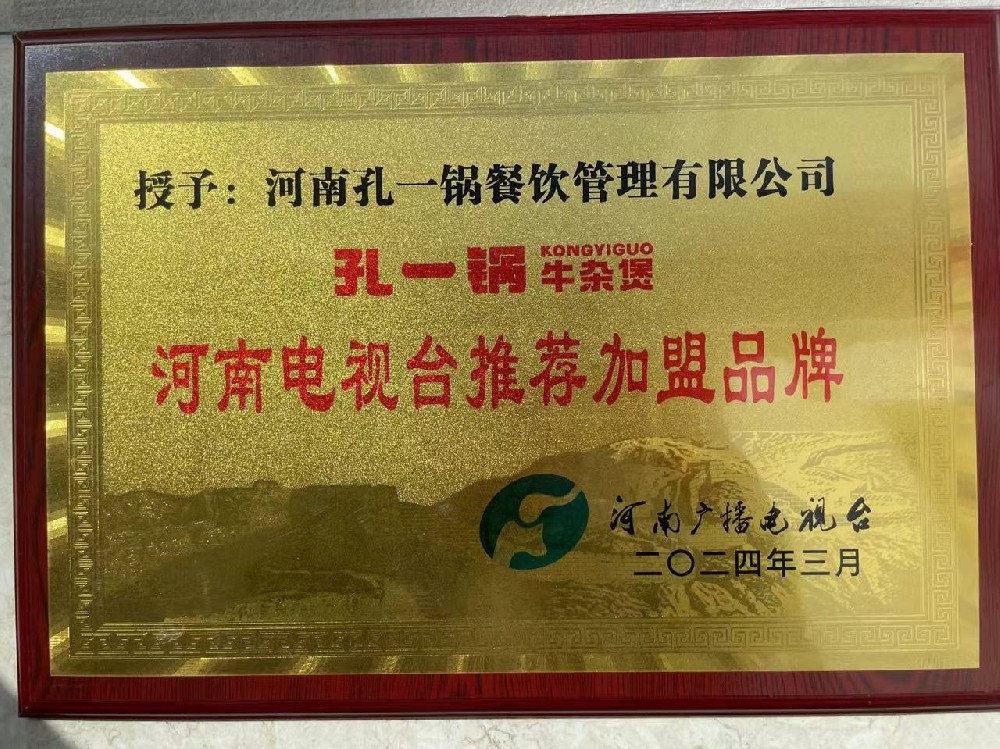 授予：河南孔一锅餐饮管理有限公司
孔一锅 KONGYIGUO
牛杂煲
河南电视台推荐加盟品牌
河南广播电视台
二〇二四年三月